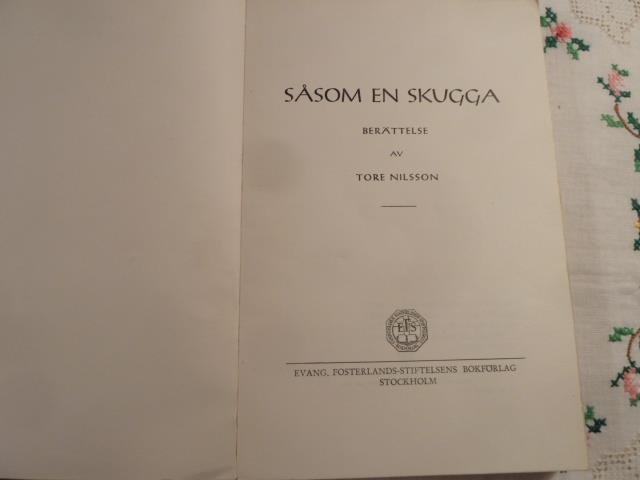 SÅSOM EN SKUGGA
BERÄTTELSE
AV
TORE NILSSON
EFS
EVANG. FOSTERLANDS-STIFTELSENS BOKFÖRLAG
STOCKHOLM